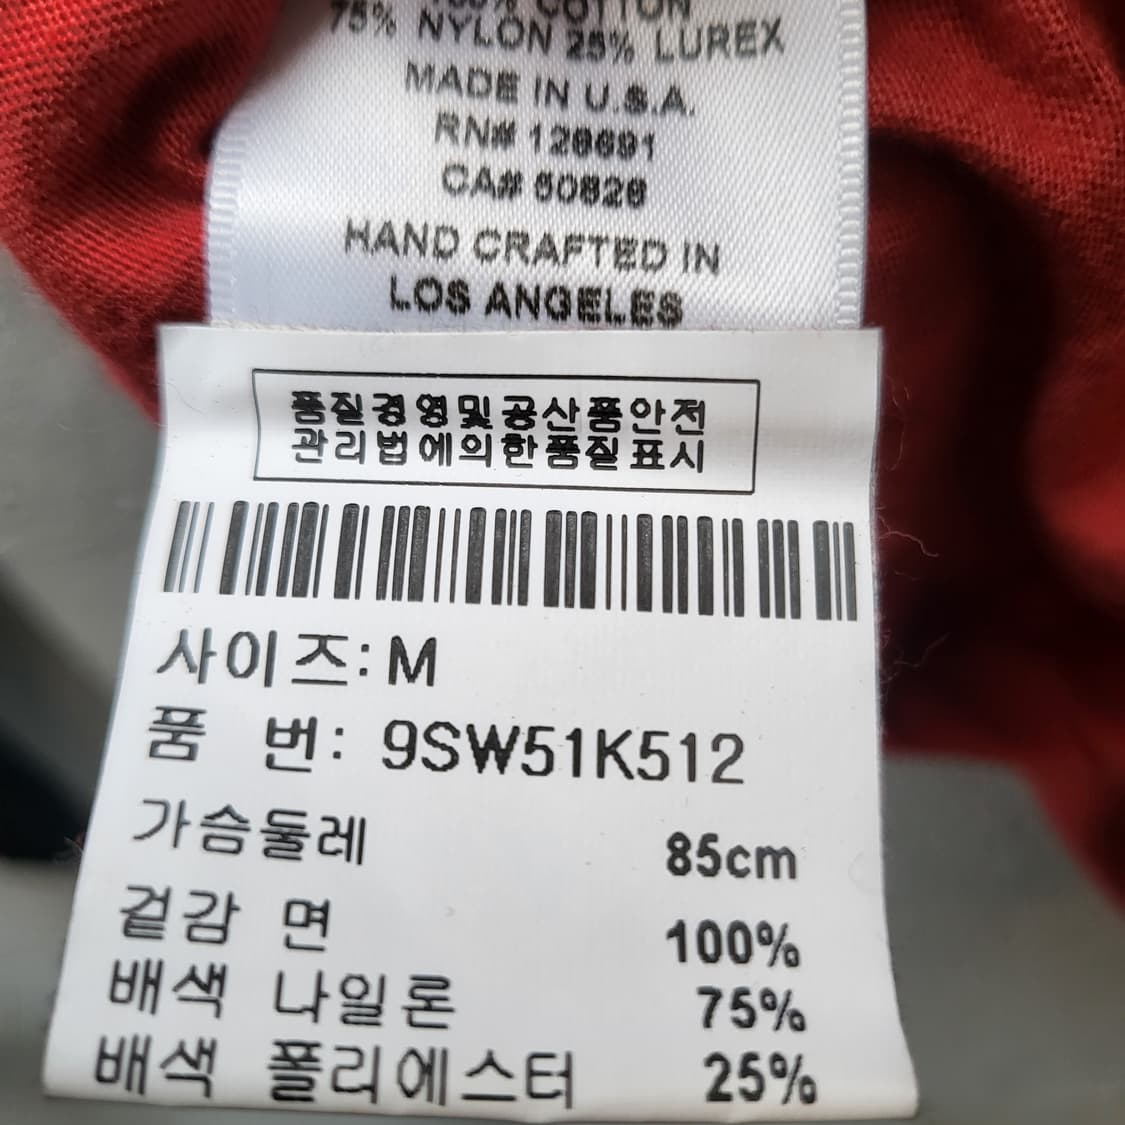 100% COTTON
75% NYLON 25% LUREX
MADE IN U.S.A.
RN# 128691
CA# 50826
HAND CRAFTED IN
LOS ANGELES
품질경영및공산품안전
관리법에의한품질표시
사이즈: M
품 번: 9SW51K512
가슴둘레 85cm
겉감 면 100%
배색 나일론 75%
배색 폴리에스터 25%